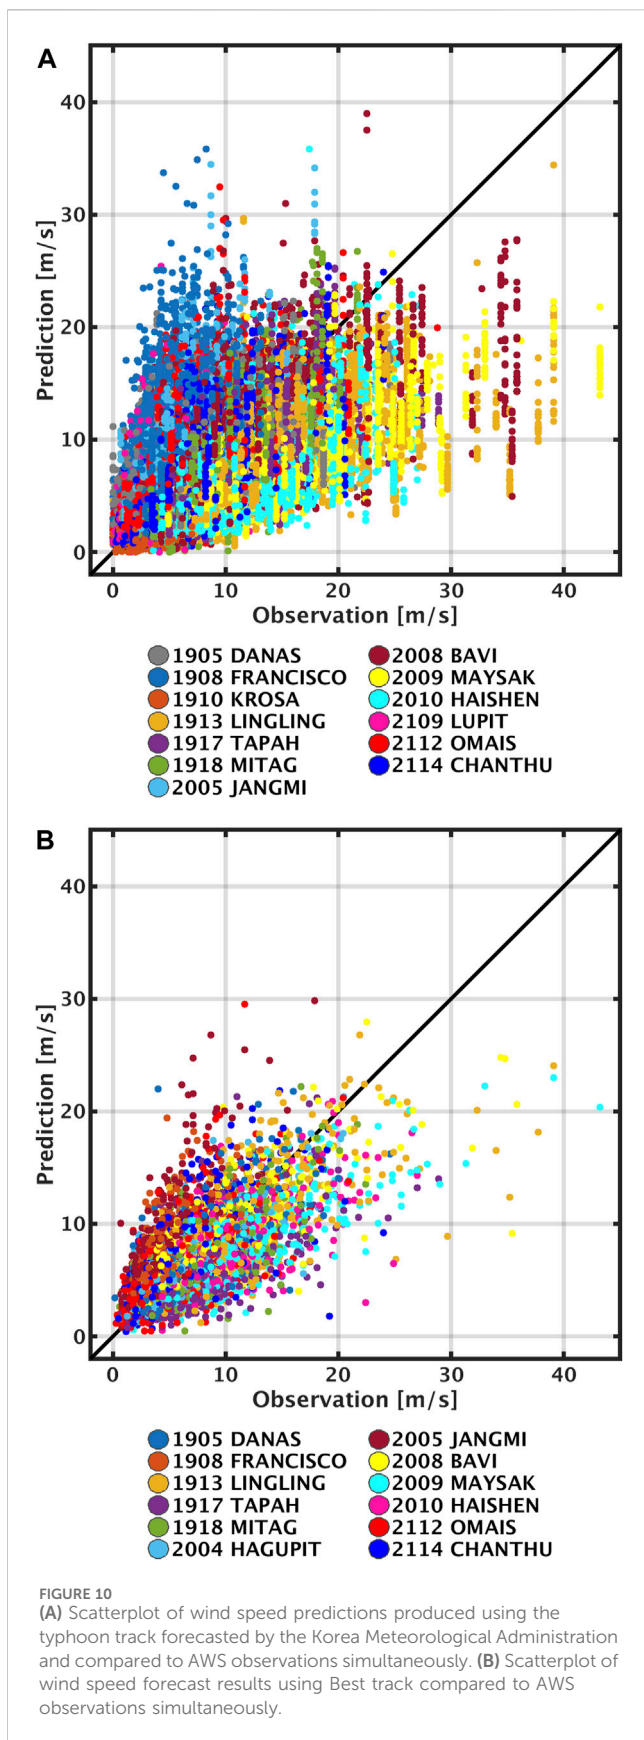 A
40
30
20
10
0
Prediction [m/s]
0 10 20 30 40
Observation [m/s]
1905 DANAS
1908 FRANCISCO
1910 KROSA
1913 LINGLING
1917 TAPAH
1918 MITAG
2005 JANGMI
2008 BAVI
2009 MAYSAK
2010 HAISHEN
2109 LUPIT
2112 OMAIS
2114 CHANTHU
B
40
30
20
10
0
Prediction [m/s]
0 10 20 30 40
Observation [m/s]
1905 DANAS
1908 FRANCISCO
1913 LINGLING
1917 TAPAH
1918 MITAG
2004 HAGUPIT
2005 JANGMI
2008 BAVI
2009 MAYSAK
2010 HAISHEN
2112 OMAIS
2114 CHANTHU
FIGURE 10
(A) Scatterplot of wind speed predictions produced using the
typhoon track forecasted by the Korea Meteorological Administration
and compared to AWS observations simultaneously. (B) Scatterplot of
wind speed forecast results using Best track compared to AWS
observations simultaneously.